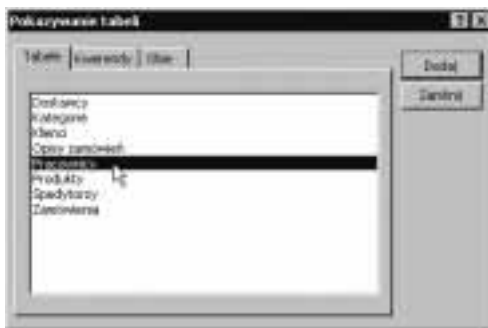 Pokazywanie tabeli
Tabele Kwerendy Obie
Dodaj
Zamknij
Dostawcy
Kategorie
Klienci
Opisy zamówień
Pracownicy
Produkty
Spedytorzy
Zamówienia